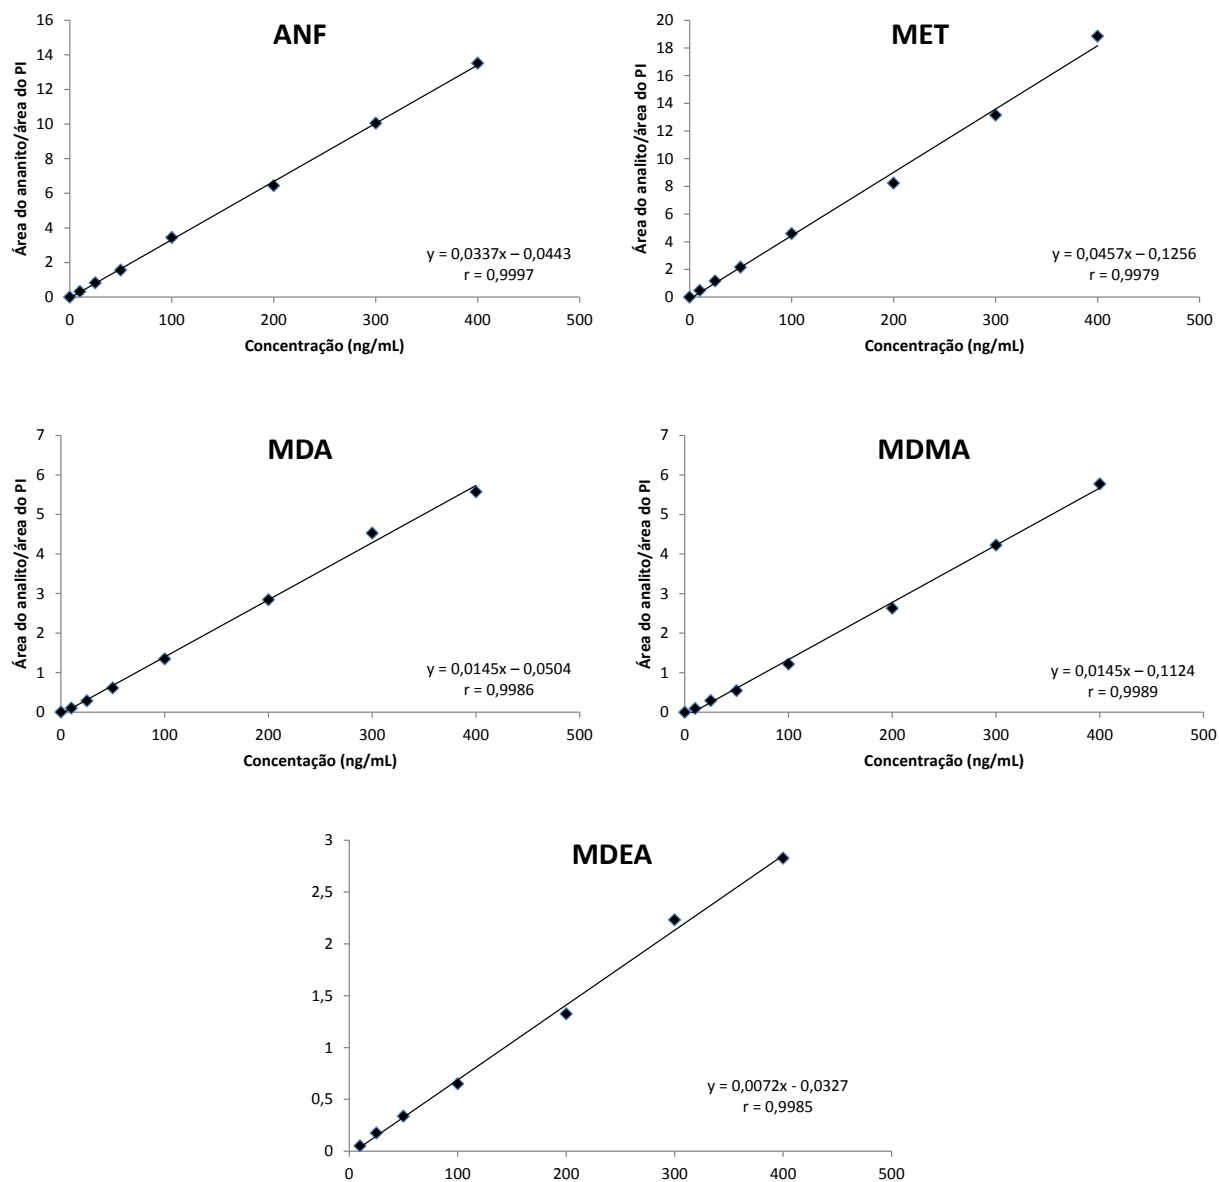 ANF
Área do ananito/área do PI
16
14
12
10
8
6
4
2
0
y = 0,0337x – 0,0443
r = 0,9997
0 100 200 300 400 500
Concentração (ng/mL)
MET
Área do analito/área do PI
20
18
16
14
12
10
8
6
4
2
0
y = 0,0457x – 0,1256
r = 0,9979
0 100 200 300 400 500
Concentração (ng/mL)
MDA
Área do analito/área do PI
7
6
5
4
3
2
1
0
y = 0,0145x – 0,0504
r = 0,9986
0 100 200 300 400 500
Concentação (ng/mL)
MDMA
Área do analito/área do PI
7
6
5
4
3
2
1
0
y = 0,0145x – 0,1124
r = 0,9989
0 100 200 300 400 500
Concentração (ng/mL)
MDEA
3
2,5
2
1,5
1
0,5
0
y = 0,0072x - 0,0327
r = 0,9985
0 100 200 300 400 500